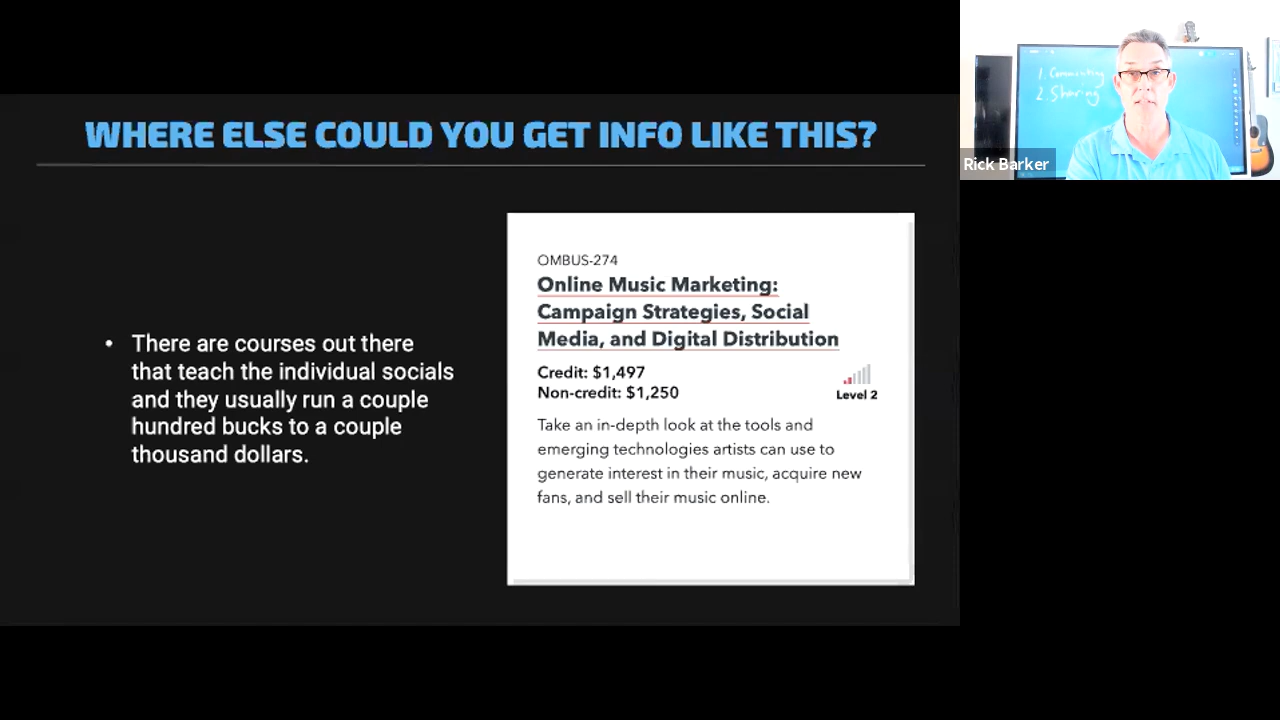 WHERE ELSE COULD YOU GET INFO LIKE THIS?
• There are courses out there
that teach the individual socials
and they usually run a couple
hundred bucks to a couple
thousand dollars.
OMBUS-274
Online Music Marketing:
Campaign Strategies, Social
Media, and Digital Distribution
Credit: $1,497
Non-credit: $1,250
Level 2
Take an in-depth look at the tools and
emerging technologies artists can use to
generate interest in their music, acquire new
fans, and sell their music online.
1. Commenting
2. Sharing
Rick Barker